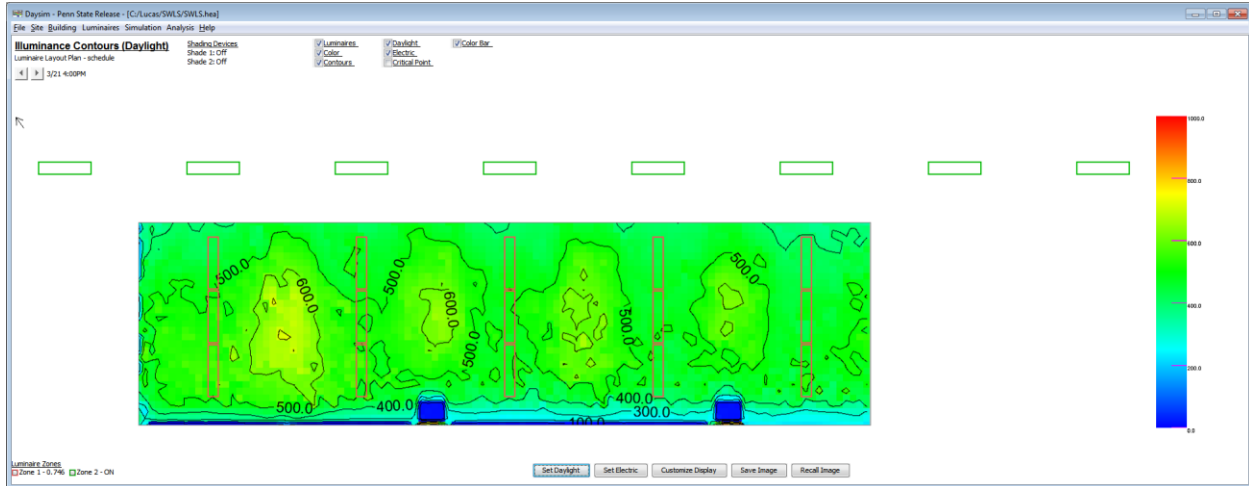 Daysim - Penn State Release - [C:/Lucas/SWLS/SWLS.hea]
File Site Building Luminaires Simulation Analysis Help
Illuminance Contours (Daylight)
Luminaire Layout Plan - schedule
3/21 4:00PM
Shading Devices
Shade 1: Off
Shade 2: Off
Luminaires
Color
Contours
Daylight
Electric
Critical Point
Color Bar
1000.0
800.0
600.0
400.0
200.0
0.0
500.0
600.0
500.0
600.0
500.0
500.0
500.0
500.0
400.0
400.0
300.0
100.0
Luminaire Zones
Zone 1 - 0.746 Zone 2 - ON
Set Daylight Set Electric Customize Display Save Image Recall Image